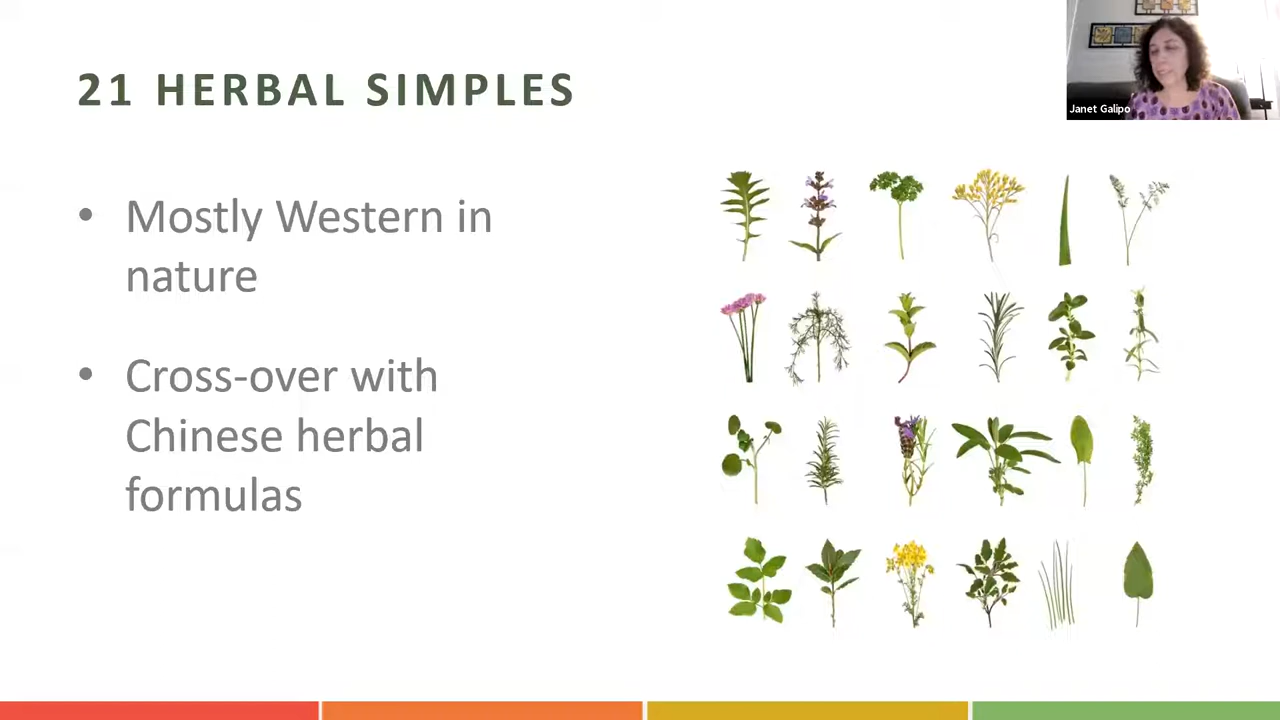 21 HERBAL SIMPLES
Janet Galipo
• Mostly Western in
nature
• Cross-over with
Chinese herbal
formulas